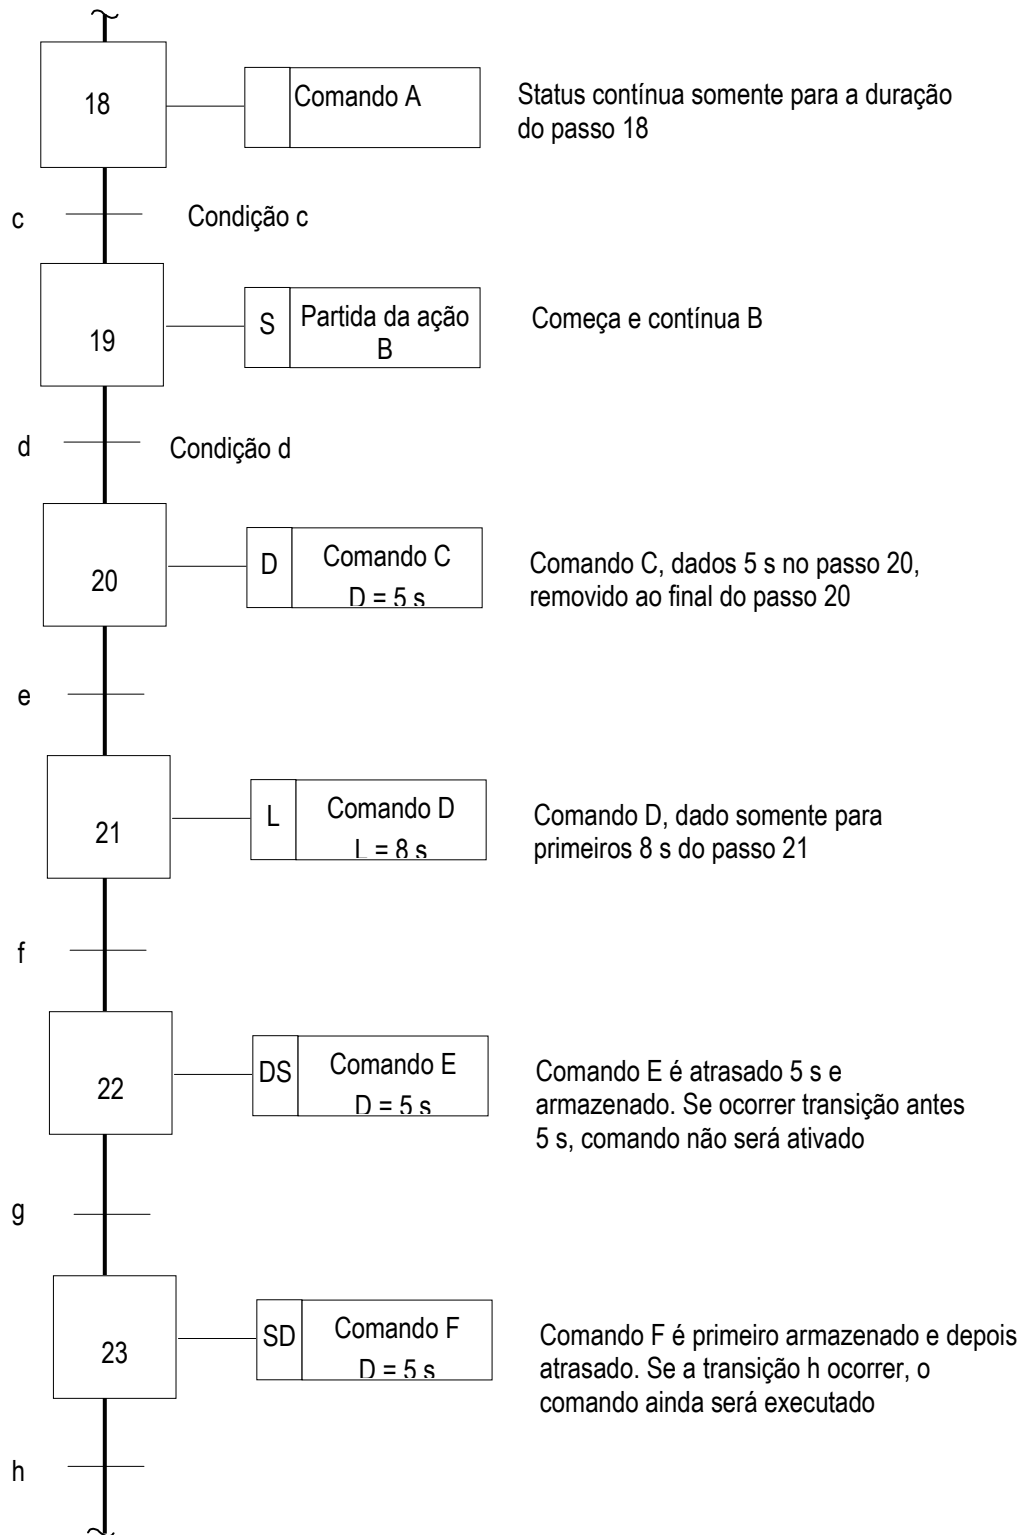 18
Comando A
Status contínua somente para a duração
do passo 18
c
Condição c
19
S
Partida da ação
B
Começa e contínua B
d
Condição d
20
D
Comando C
D = 5 s
Comando C, dados 5 s no passo 20,
removido ao final do passo 20
e
21
L
Comando D
L = 8 s
Comando D, dado somente para
primeiros 8 s do passo 21
f
22
DS
Comando E
D = 5 s
Comando E é atrasado 5 s e
armazenado. Se ocorrer transição antes
5 s, comando não será ativado
g
23
SD
Comando F
D = 5 s
Comando F é primeiro armazenado e depois
atrasado. Se a transição h ocorrer, o
comando ainda será executado
h